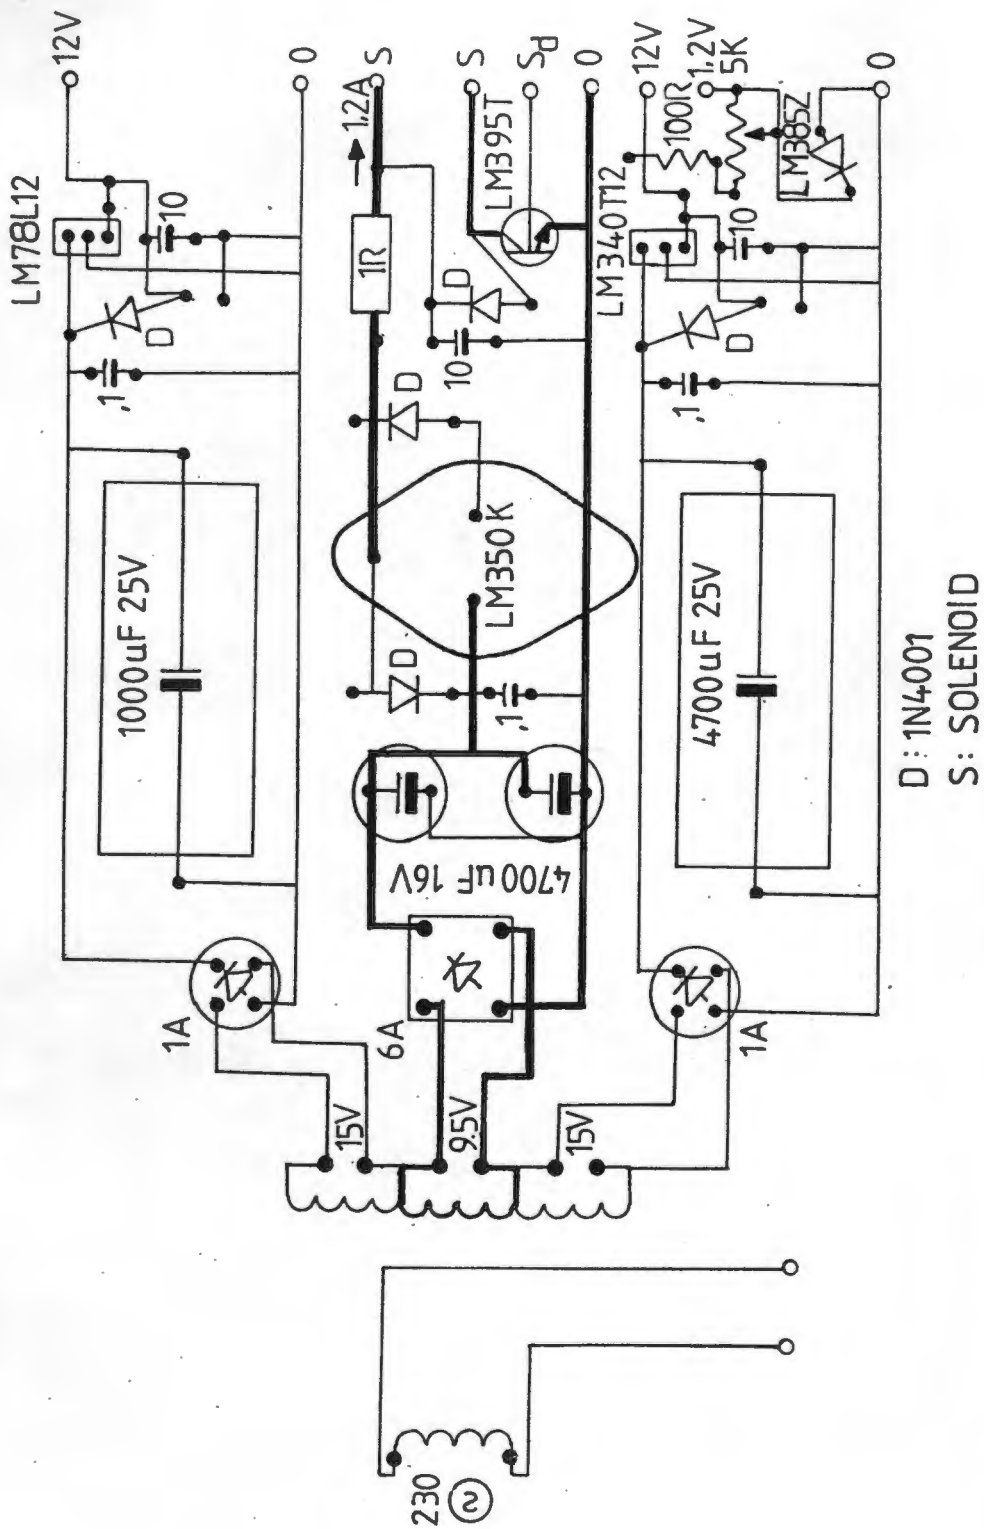 LM78L12
12V
0
10
D
,1
1000uF 25V
1A
15V
1,2A
S
1R
D
10
D
S
LM395T
Sd
0
D
LM350K
D
,1
4700uF 16V
6A
9.5V
LM340T12
12V
100R
1,2V
5K
LM385Z
0
10
D
,1
4700uF 25V
1A
15V
230
D: 1N4001
S: SOLENOID